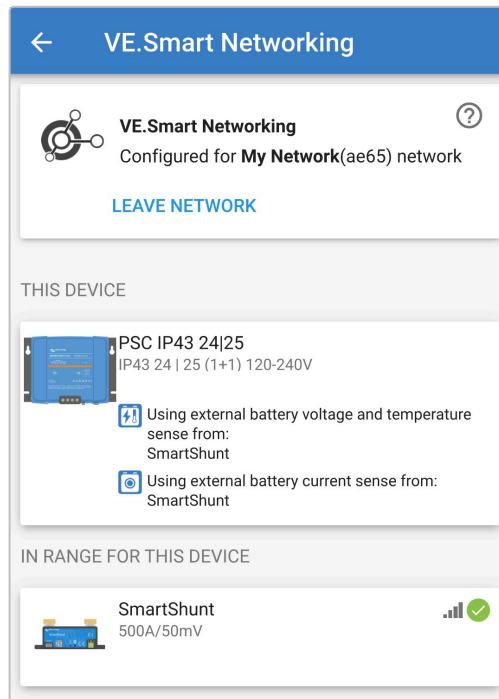 VE.Smart Networking
VE.Smart Networking
Configured for My Network(ae65) network
LEAVE NETWORK
THIS DEVICE
PSC IP43 24|25
IP43 24 | 25 (1+1) 120-240V
Using external battery voltage and temperature
sense from:
SmartShunt
Using external battery current sense from:
SmartShunt
IN RANGE FOR THIS DEVICE
SmartShunt
500A/50mV